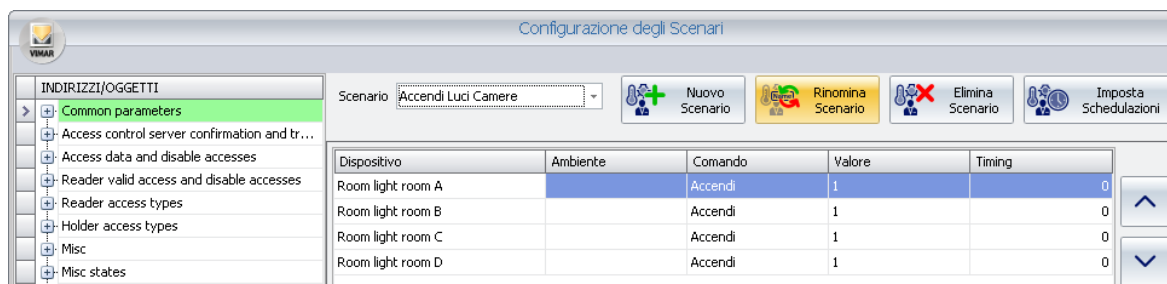 Configurazione degli Scenari
VIMAR
INDIRIZZI/OGGETTI
Common parameters
Access control server confirmation and tr...
Access data and disable accesses
Reader valid access and disable accesses
Reader access types
Holder access types
Misc
Misc states
Scenario Accendi Luci Camere
Nuovo
Scenario
Rinomina
Scenario
Elimina
Scenario
Imposta
Schedulazioni
Dispositivo Ambiente Comando Valore Timing
Room light room A Accendi 1 0
Room light room B Accendi 1 0
Room light room C Accendi 1 0
Room light room D Accendi 1 0